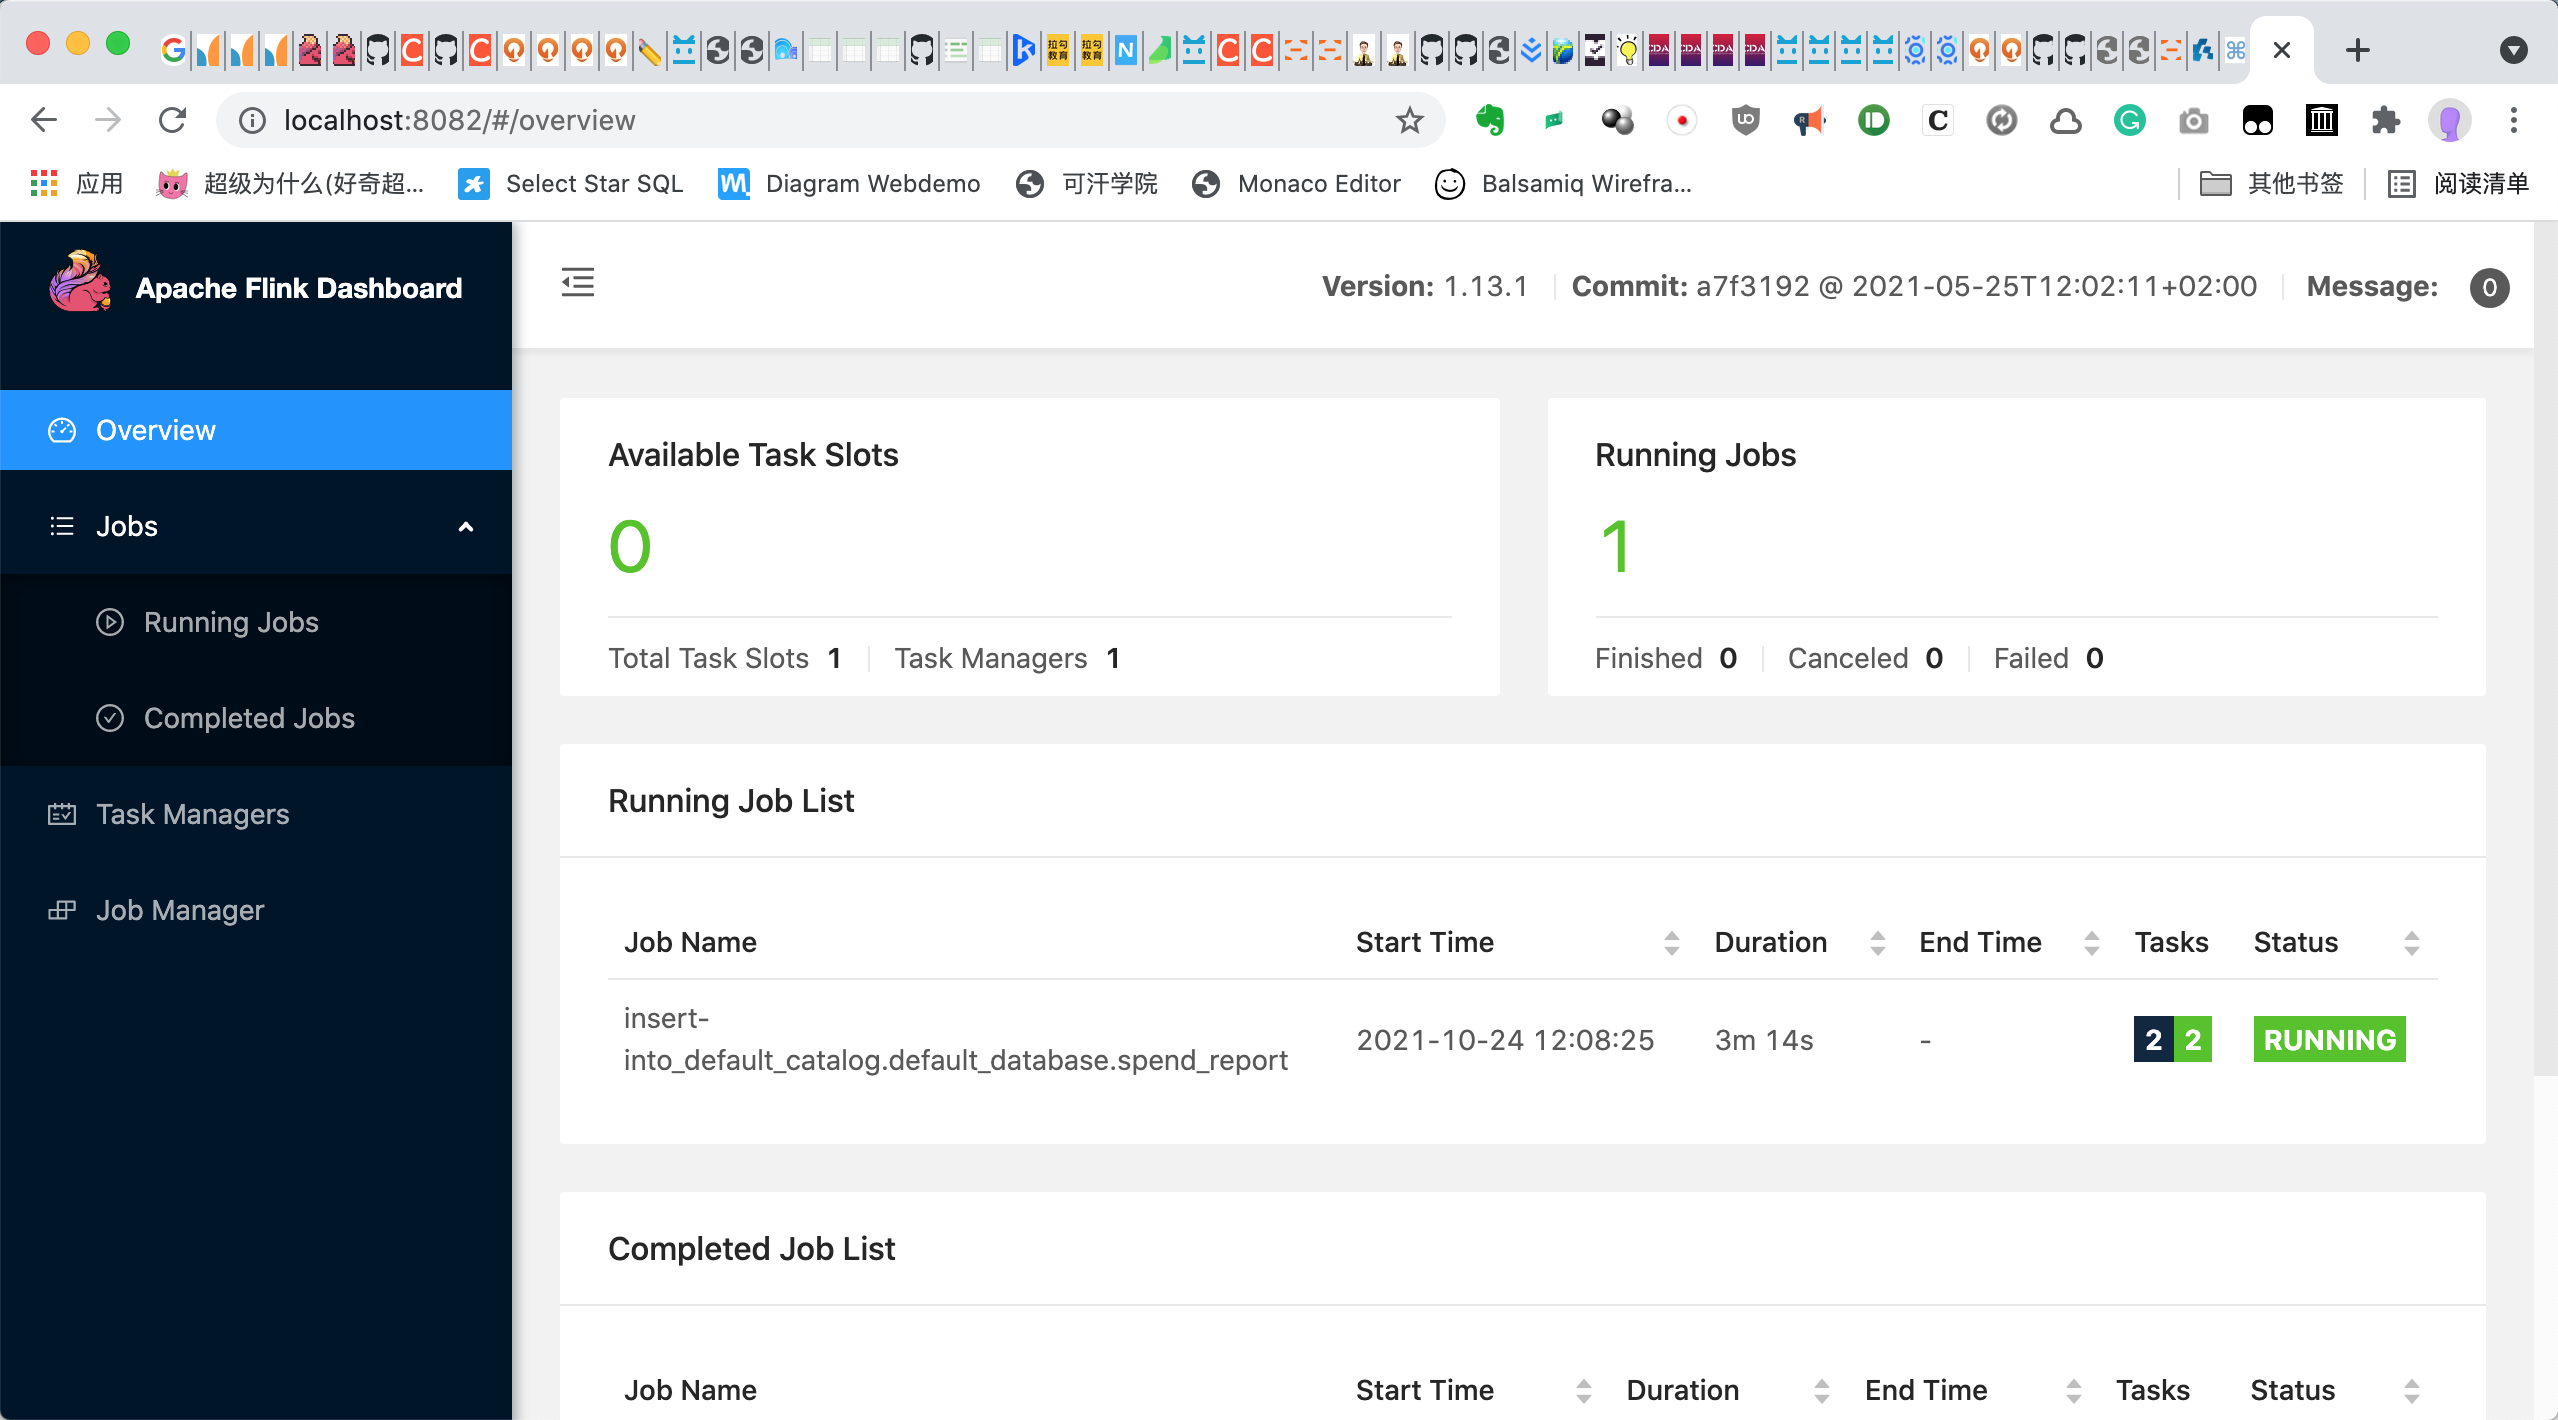 localhost:8082/#/overview
应用
超级为什么(好奇超...
Select Star SQL
Diagram Webdemo
可汗学院
Monaco Editor
Balsamiq Wirefra...
其他书签
阅读清单
Apache Flink Dashboard
Version: 1.13.1
Commit: a7f3192 @ 2021-05-25T12:02:11+02:00
Message: 0
Overview
Jobs
Running Jobs
Completed Jobs
Task Managers
Job Manager
Available Task Slots
0
Total Task Slots 1
Task Managers 1
Running Jobs
1
Finished 0
Canceled 0
Failed 0
Running Job List
Job Name Start Time Duration End Time Tasks Status
insert-
into_default_catalog.default_database.spend_report 2021-10-24 12:08:25 3m 14s - 2 2 RUNNING
Completed Job List
Job Name Start Time Duration End Time Tasks Status